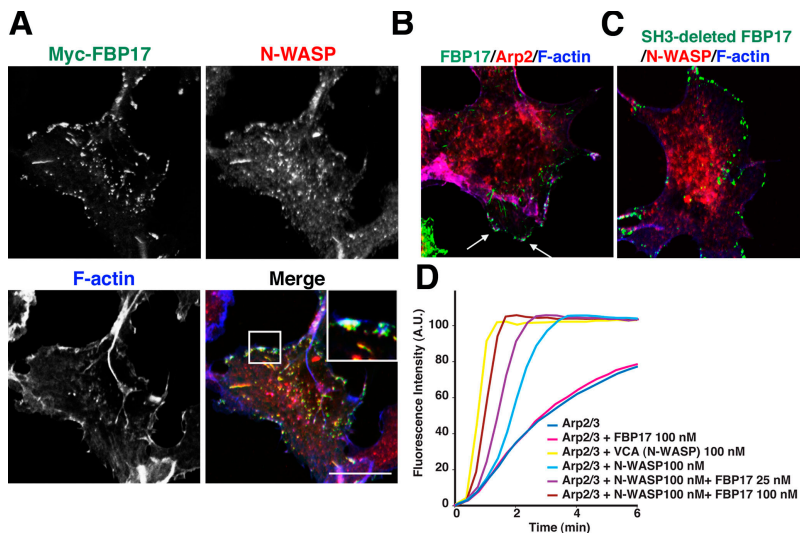 A
Myc-FBP17
N-WASP
F-actin
Merge
B
FBP17/Arp2/F-actin
C
SH3-deleted FBP17
/N-WASP/F-actin
D
Fluorescence Intensity (A.U.)
100
80
60
40
20
0
0
2
4
6
Time (min)
Arp2/3
Arp2/3 + FBP17 100 nM
Arp2/3 + VCA (N-WASP) 100 nM
Arp2/3 + N-WASP100 nM
Arp2/3 + N-WASP100 nM+ FBP17 25 nM
Arp2/3 + N-WASP100 nM+ FBP17 100 nM